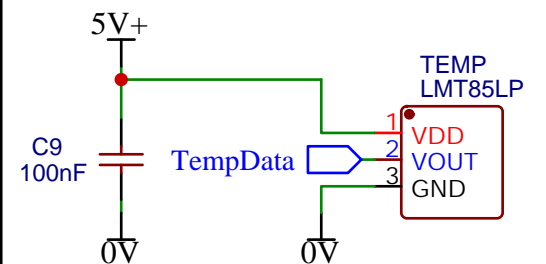 5V+
TEMP
LMT85LP
C9
100nF
TempData
1
VDD
2
VOUT
3
GND
0V
0V